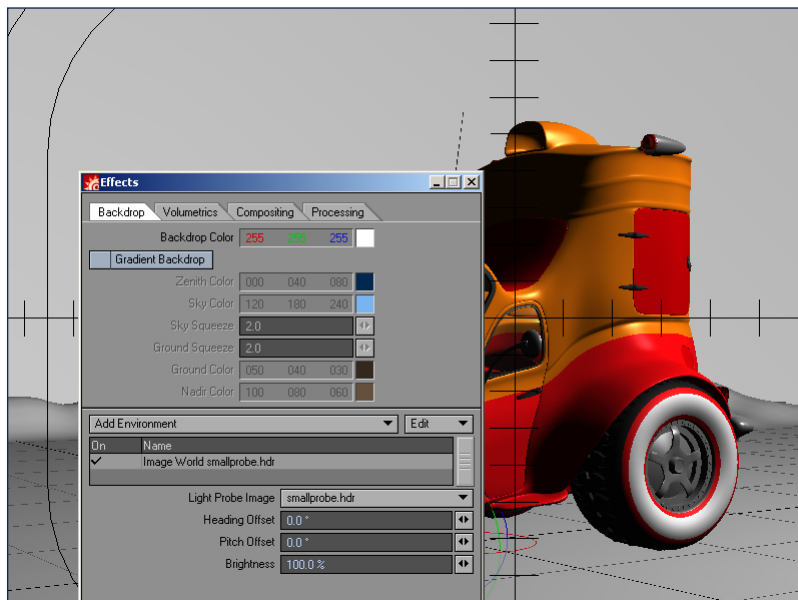 Effects
Backdrop Volumetrics Compositing Processing
Backdrop Color 255 255 255
Gradient Backdrop
Zenith Color 000 040 080
Sky Color 120 180 240
Sky Squeeze 2.0
Ground Squeeze 2.0
Ground Color 050 040 030
Nadir Color 100 080 060
Add Environment Edit
On Name
Image World smallprobe.hdr
Light Probe Image smallprobe.hdr
Heading Offset 0.0 °
Pitch Offset 0.0 °
Brightness 100.0 %